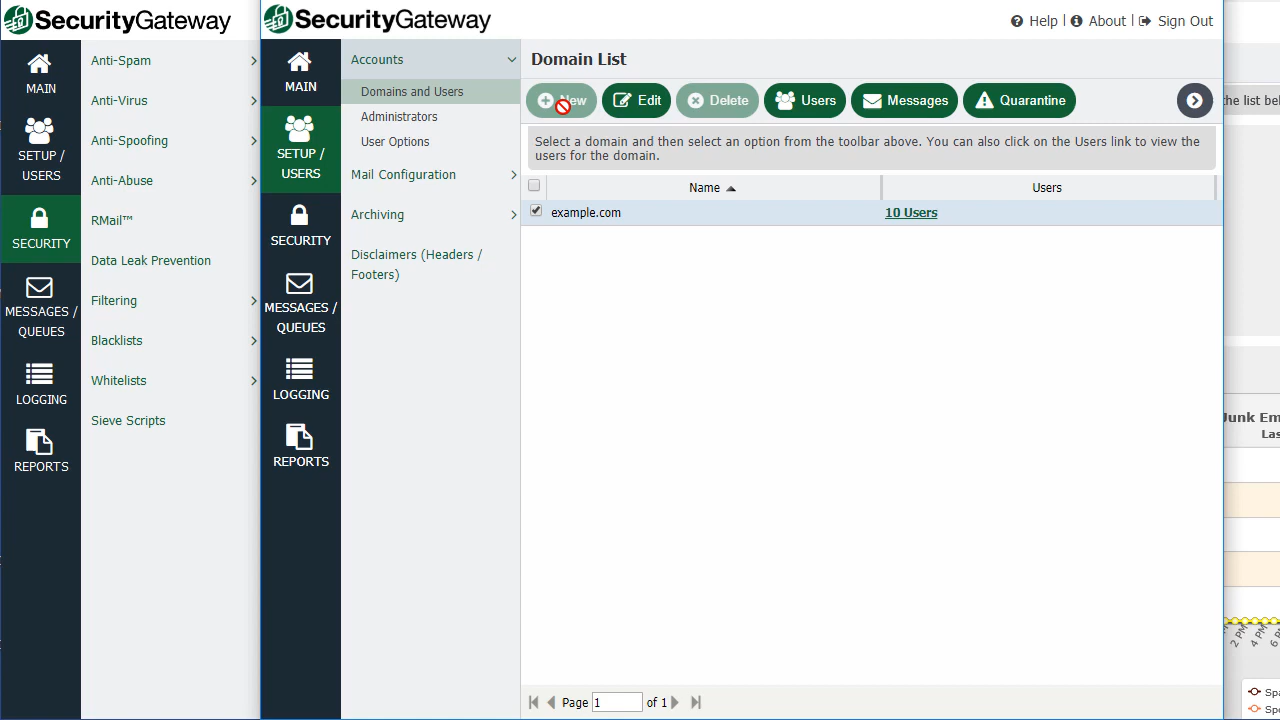 SecurityGateway
MAIN
SETUP /
USERS
SECURITY
MESSAGES /
QUEUES
LOGGING
REPORTS
Anti-Spam
Anti-Virus
Anti-Spoofing
Anti-Abuse
RMail™
Data Leak Prevention
Filtering
Blacklists
Whitelists
Sieve Scripts
SecurityGateway
Help | About | Sign Out
MAIN
SETUP /
USERS
SECURITY
MESSAGES /
QUEUES
LOGGING
REPORTS
Accounts
Domains and Users
Administrators
User Options
Mail Configuration
Archiving
Disclaimers (Headers /
Footers)
Domain List
New Edit Delete Users Messages Quarantine
Select a domain and then select an option from the toolbar above. You can also click on the Users link to view the
users for the domain.
Name Users
example.com 10 Users
Page 1 of 1
the list
Junk
2 PM
4 PM